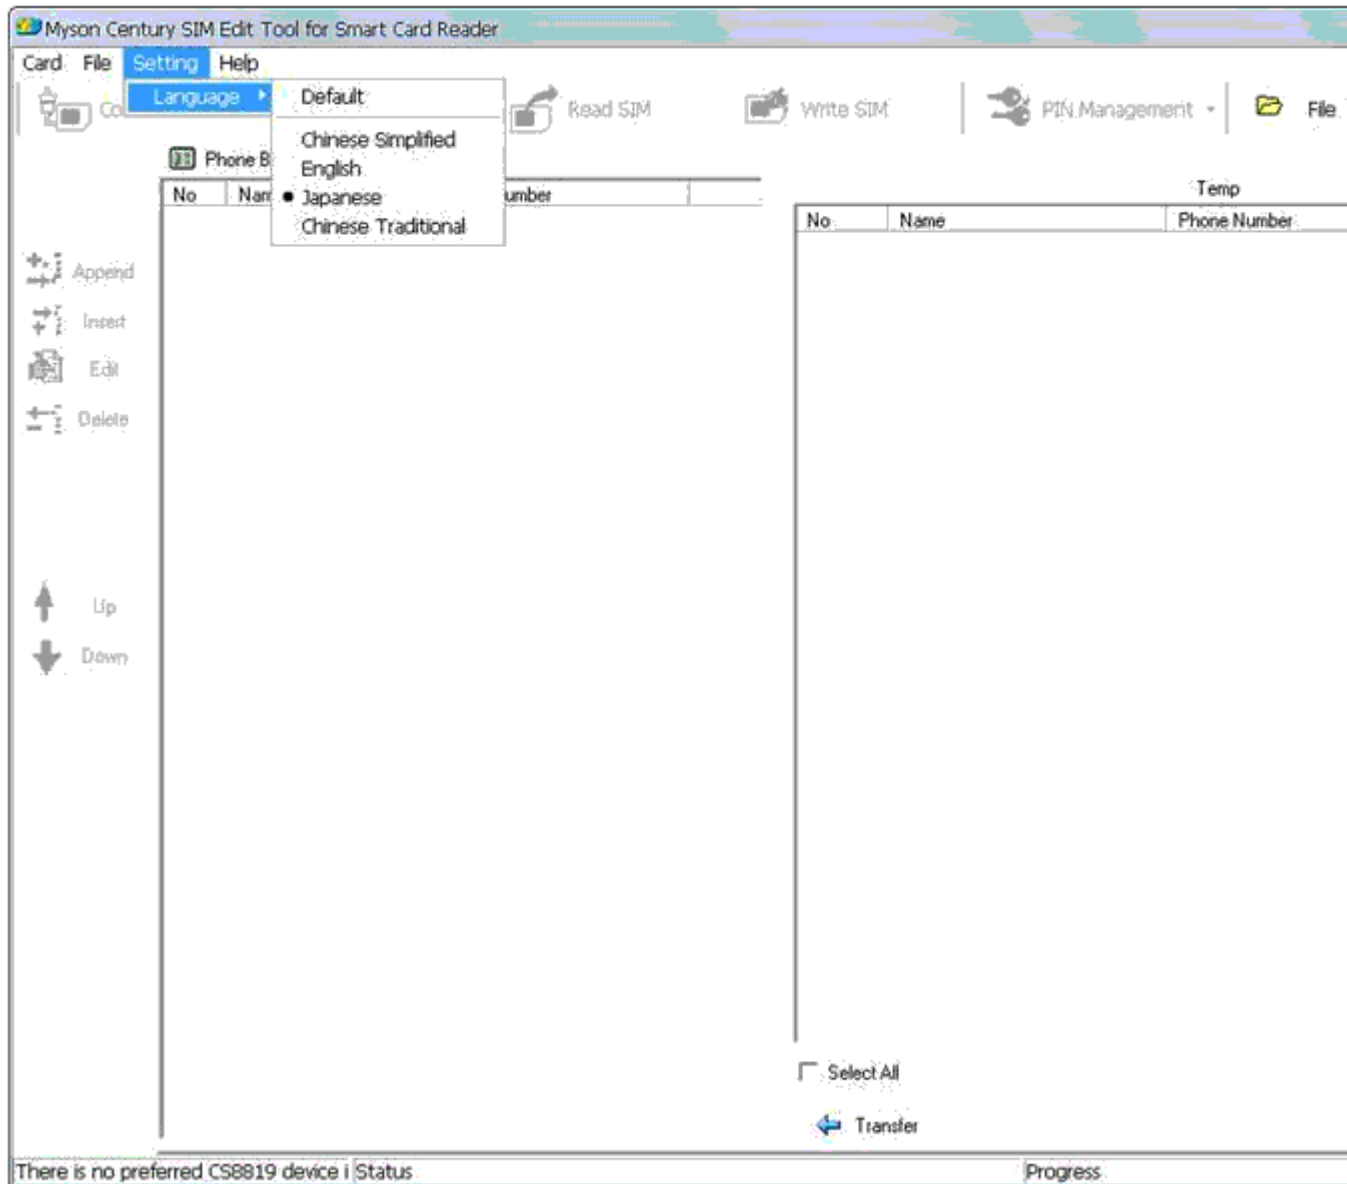 Myson Century SIM Edit Tool for Smart Card Reader
Card File Setting Help
Language Default
Read SIM Write SIM PIN Management File
Chinese Simplified
Phone B
English
No Nam Japanese umber
Chinese Traditional
Temp
No Name Phone Number
Append
Insert
Edit
Delete
Up
Down
Select All
Transfer
There is no preferred CS8819 device i Status Progress